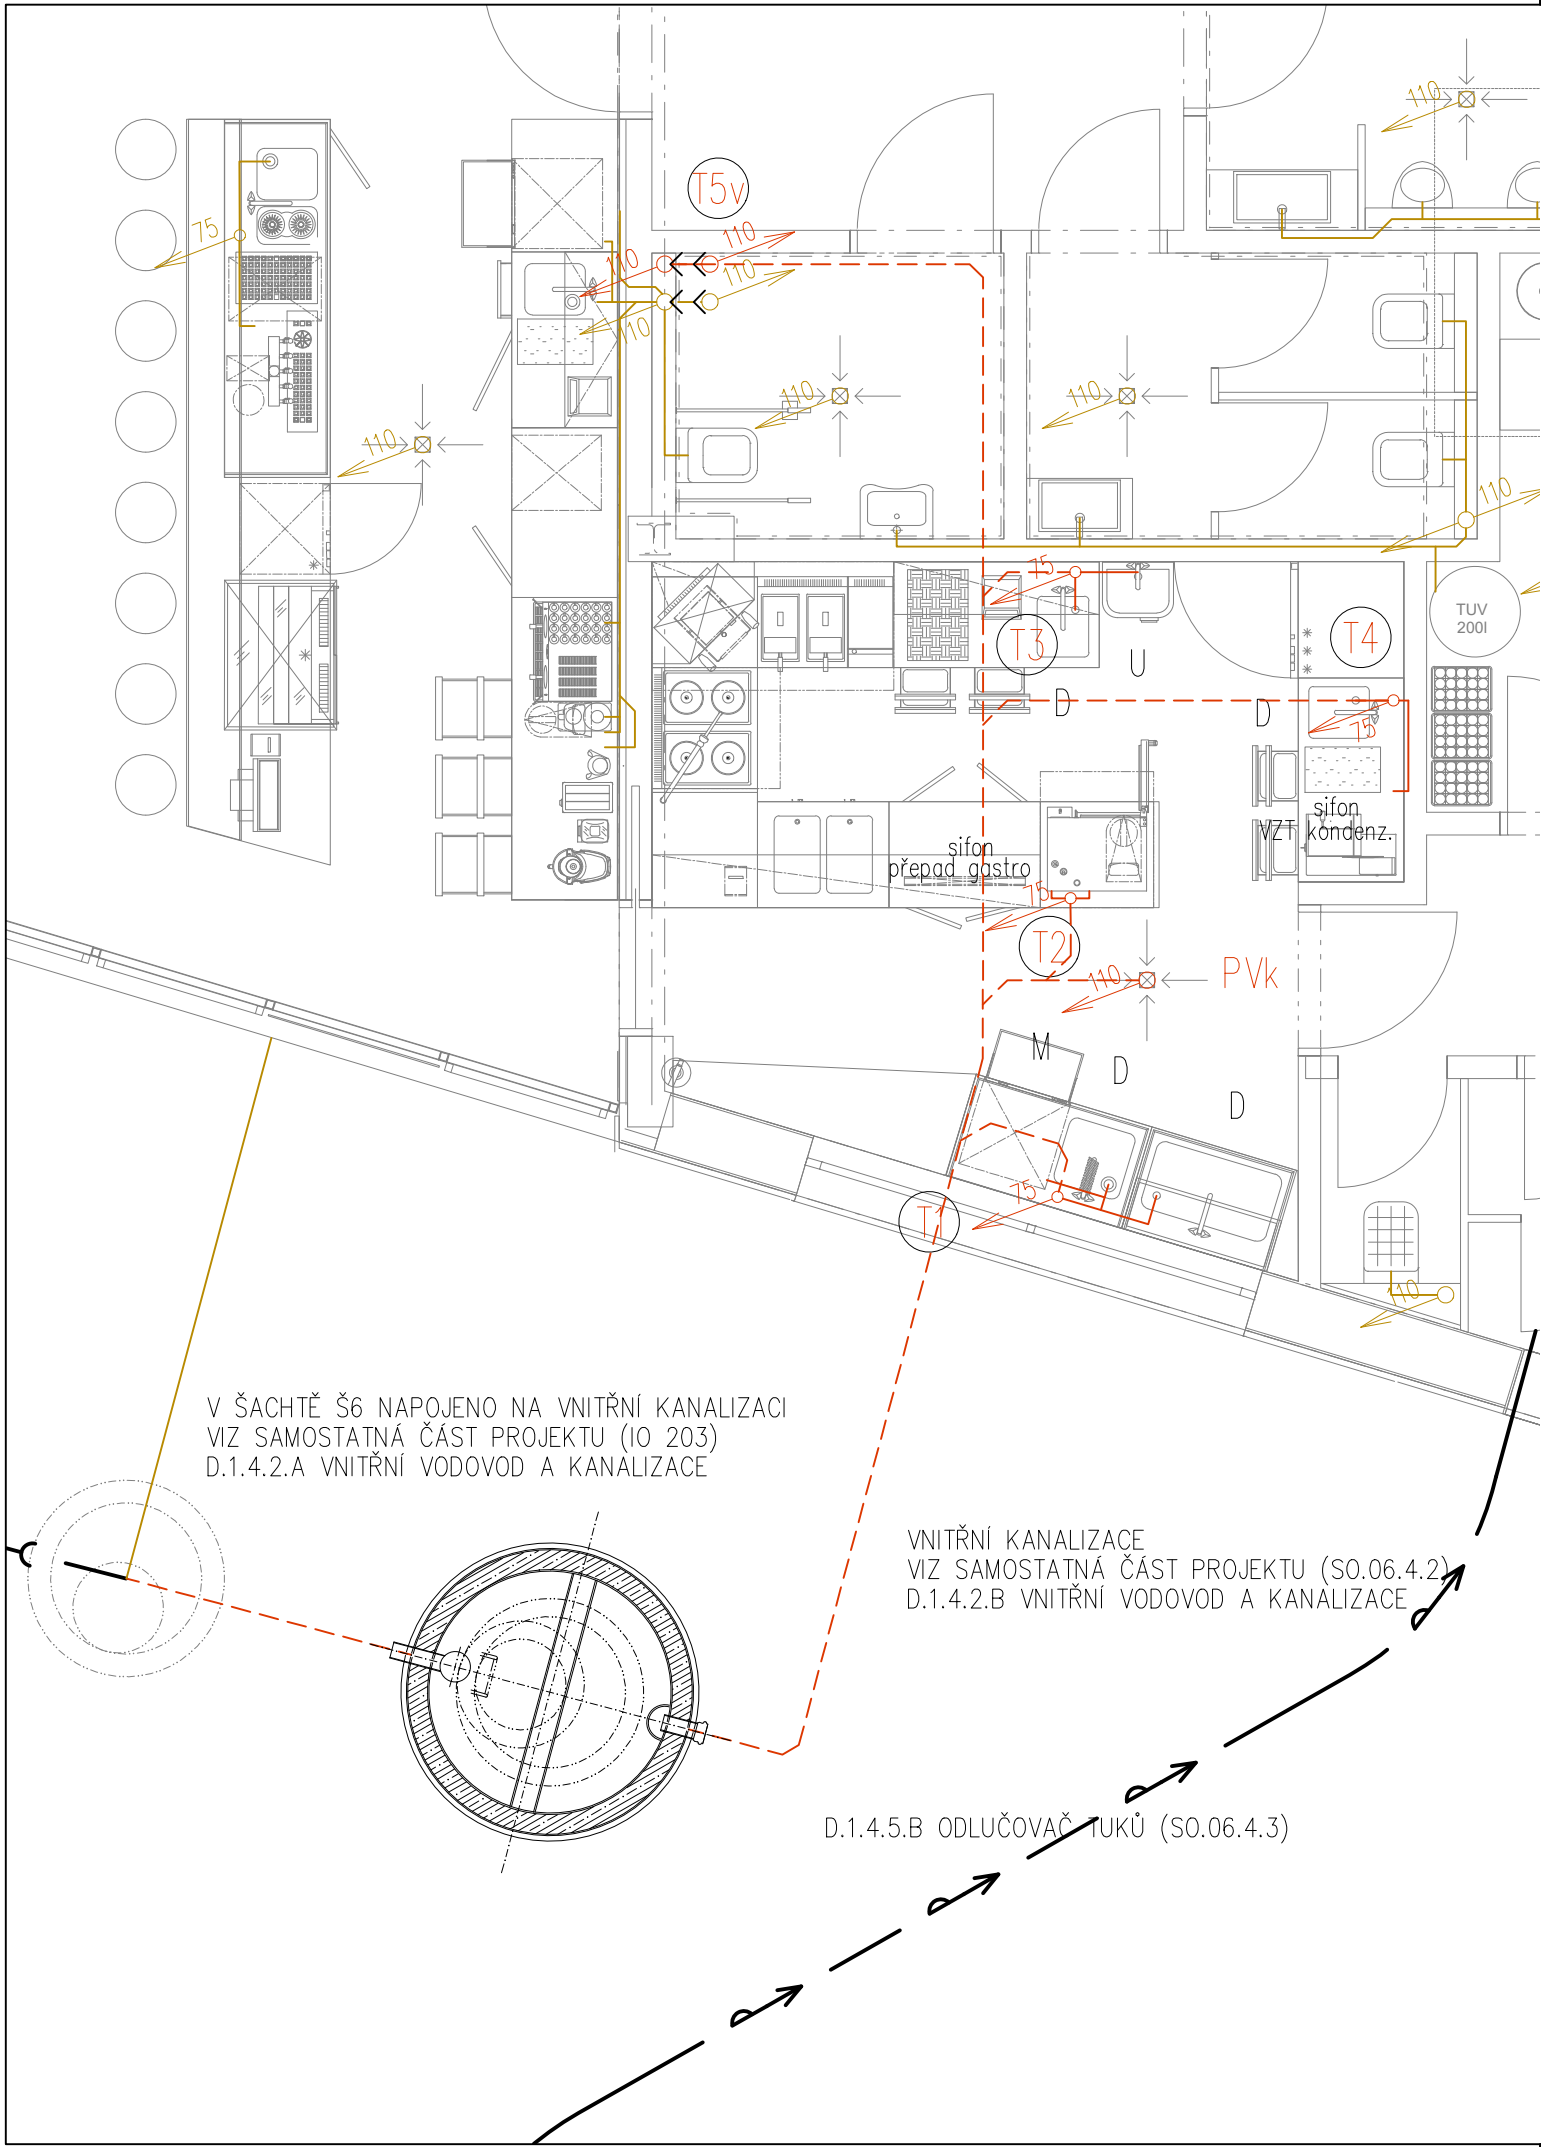 110
T5v
75
110
110
110
110
110
110
110
110
75
TUV
200l
T3
T4
U
D
D
75
sifon
VZT kondenz.
sifon
přepad gastro
75
T2
110
PVk
M
D
D
75
T1
110
V ŠACHTĚ Š6 NAPOJENO NA VNITŘNÍ KANALIZACI
VIZ SAMOSTATNÁ ČÁST PROJEKTU (IO 203)
D.1.4.2.A VNITŘNÍ VODOVOD A KANALIZACE
VNITŘNÍ KANALIZACE
VIZ SAMOSTATNÁ ČÁST PROJEKTU (SO.06.4.2)
D.1.4.2.B VNITŘNÍ VODOVOD A KANALIZACE
D.1.4.5.B ODLUČOVAČ TUKŮ (SO.06.4.3)